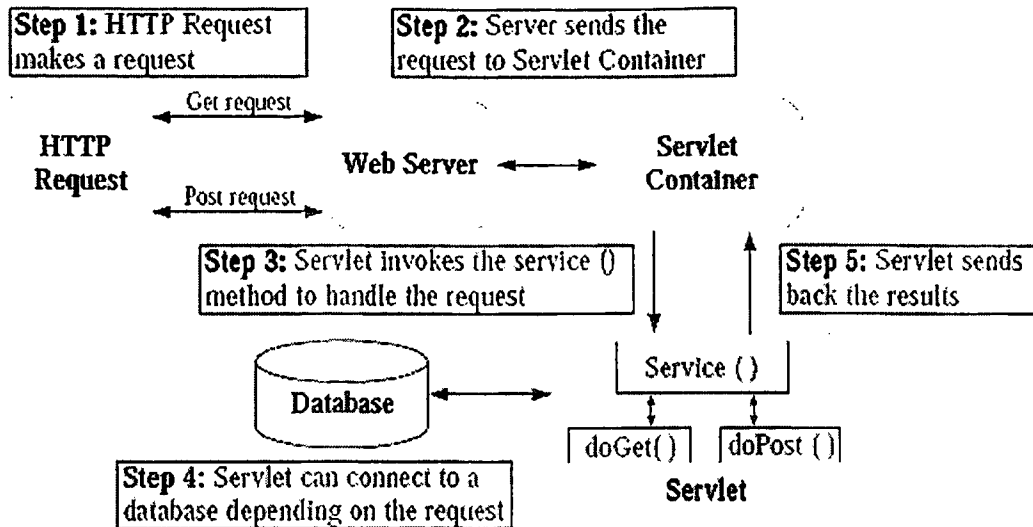 Step 1: HTTP Request
makes a request
Step 2: Server sends the
request to Servlet Container
Get request
HTTP
Request
Web Server
Servlet
Container
Post request
Step 3: Servlet invokes the service ()
method to handle the request
Step 5: Servlet sends
back the results
Service ()
Database
doGet()
doPost ()
Servlet
Step 4: Servlet can connect to a
database depending on the request